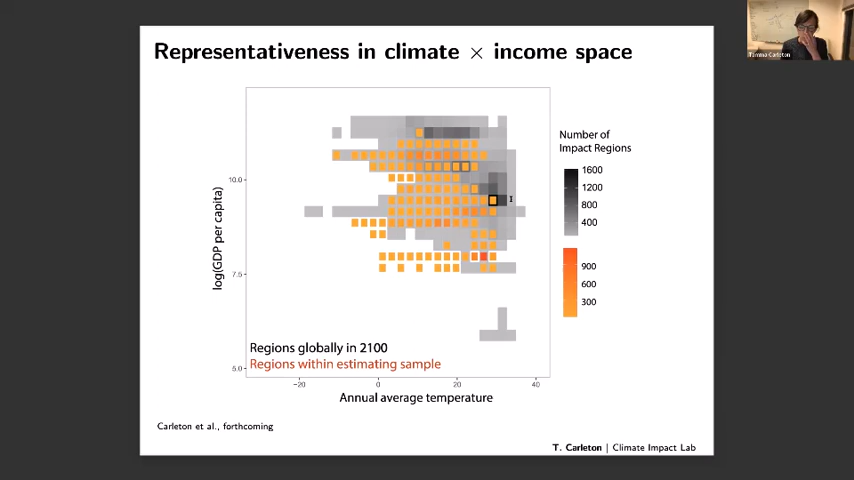 Representativeness in climate × income space
Tamma Carleton
Number of
Impact Regions
1600
1200
800
400
900
600
300
log(GDP per capita)
10.0
7.5
5.0
Regions globally in 2100
Regions within estimating sample
−20
0
20
40
Annual average temperature
Carleton et al., forthcoming
T. Carleton | Climate Impact Lab